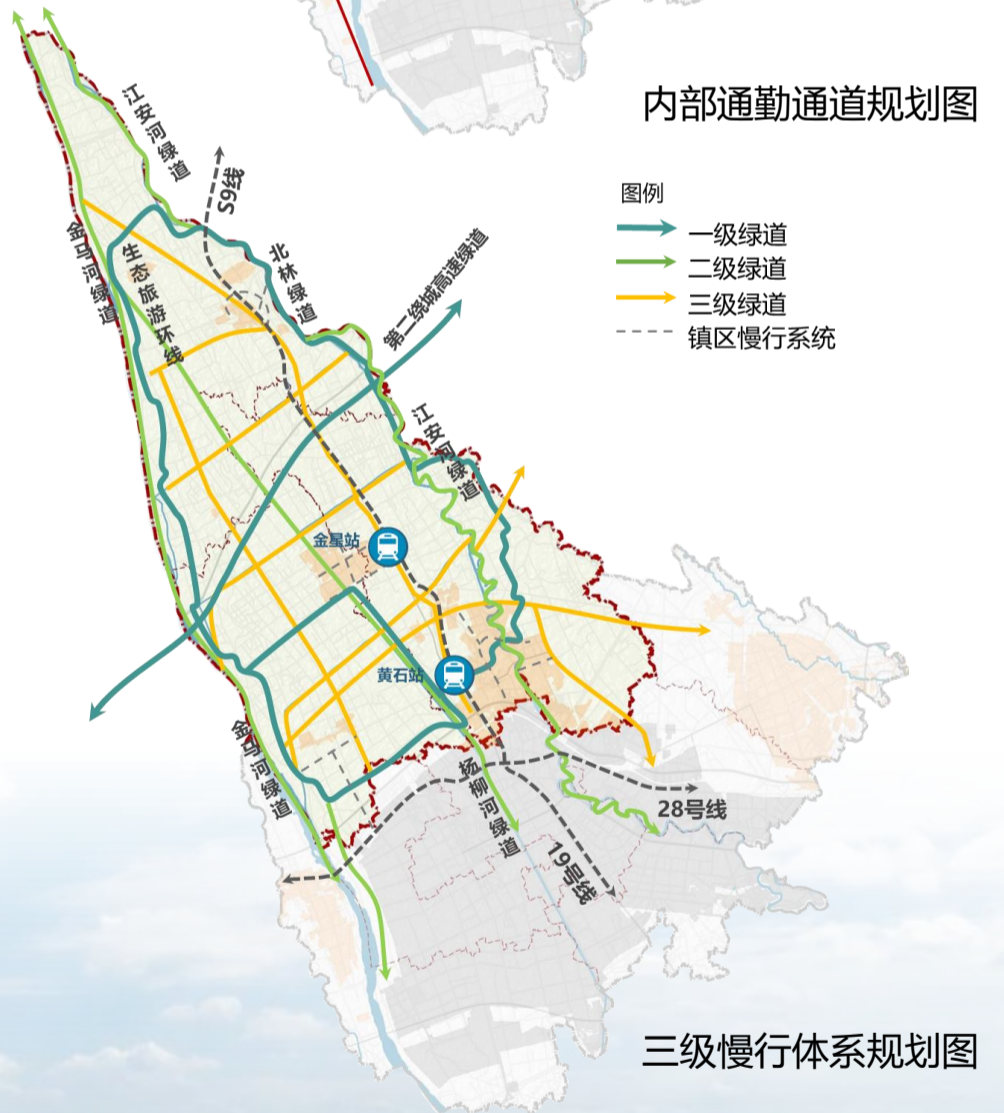 内部通勤通道规划图
图例
一级绿道
二级绿道
三级绿道
镇区慢行系统
江安河绿道
S9线
金马河绿道
生态旅游环线
北林绿道
第二绕城高速绿道
江安河绿道
金星站
黄石站
金马河绿道
杨柳河绿道
28号线
19号线
三级慢行体系规划图